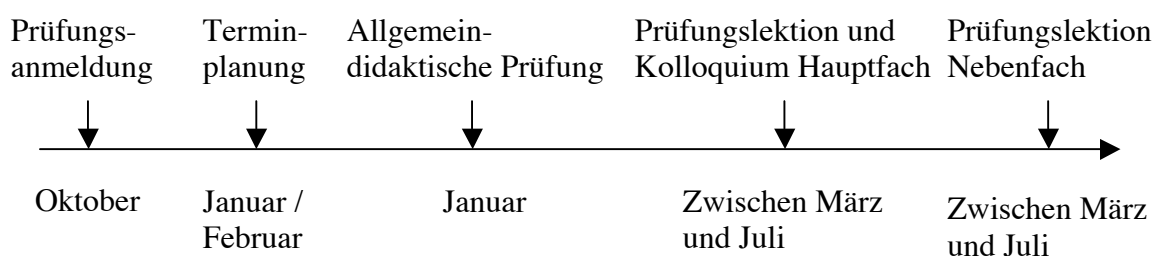 Prüfungs-
anmeldung
Termin-
planung
Allgemein-
didaktische Prüfung
Prüfungslektion und
Kolloquium Hauptfach
Prüfungslektion
Nebenfach
Oktober
Januar /
Februar
Januar
Zwischen März
und Juli
Zwischen März
und Juli